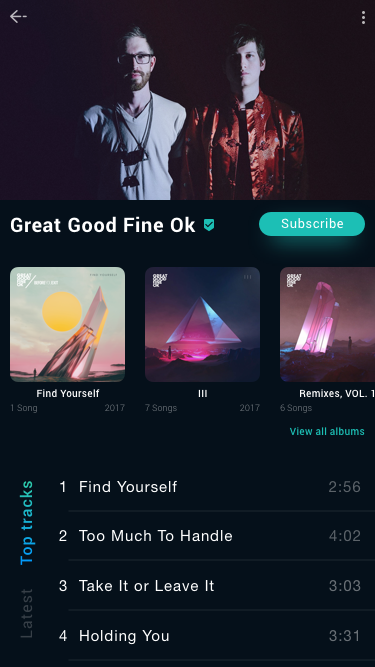 Great Good Fine Ok
Subscribe
GREAT
GOOD
FINE
OK
GREAT
GOOD
FINE
OK
III
GREAT
GOOD
FINE
OK
Find Yourself
III
Remixes, VOL. 1
1 Song
2017
7 Songs
2017
6 Songs
View all albums
Top tracks
Latest
1 Find Yourself 2:56
2 Too Much To Handle 4:02
3 Take It or Leave It 3:03
4 Holding You 3:31